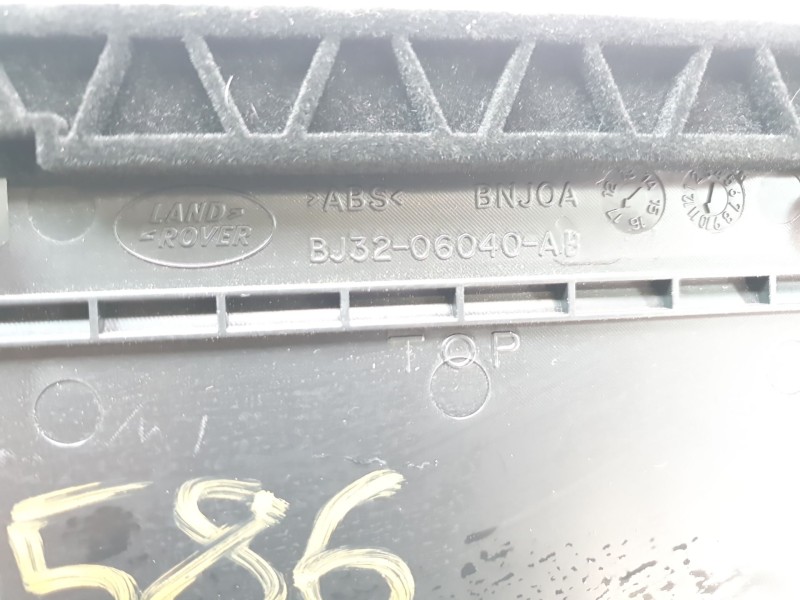 LAND
ROVER
>ABS< BNJOA
BJ32-06040-AB
TOP
586